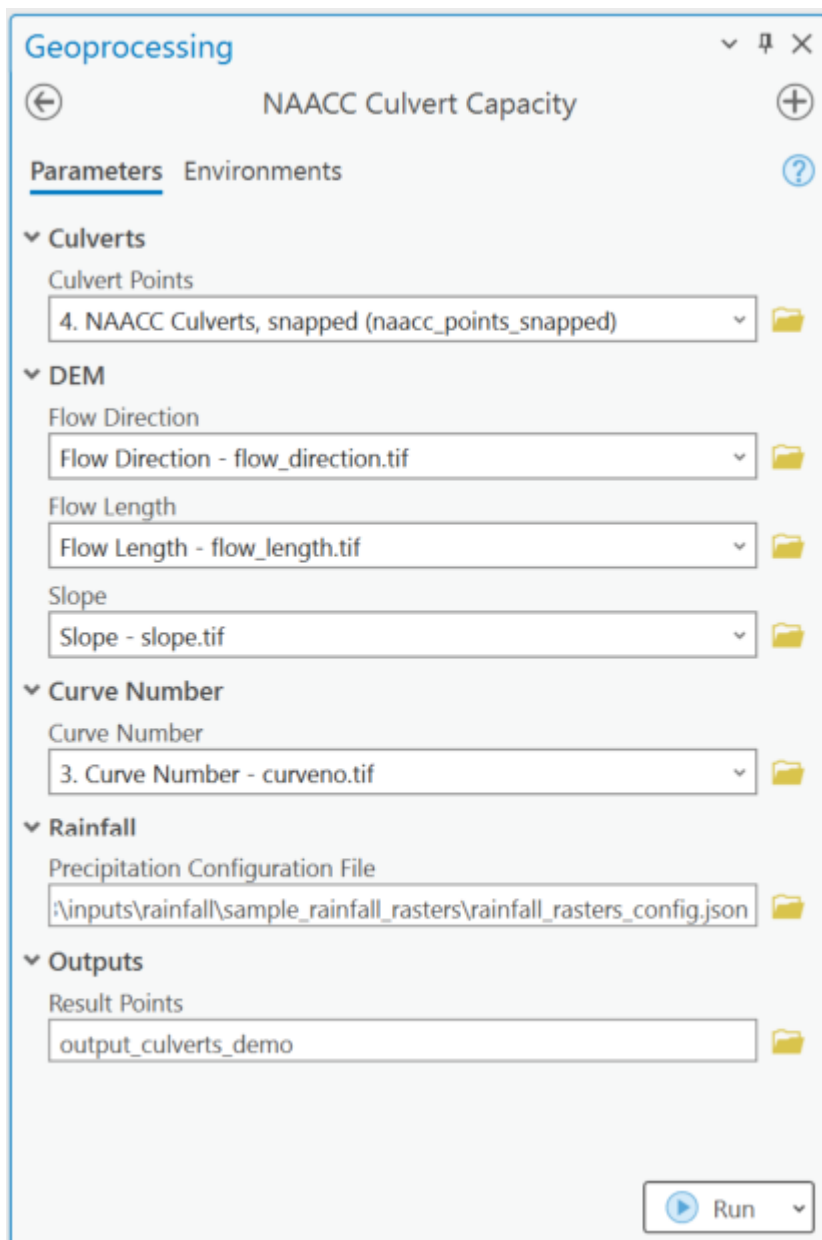 Geoprocessing
NAACC Culvert Capacity
Parameters Environments
Culverts
Culvert Points
4. NAACC Culverts, snapped (naacc_points_snapped)
DEM
Flow Direction
Flow Direction - flow_direction.tif
Flow Length
Flow Length - flow_length.tif
Slope
Slope - slope.tif
Curve Number
Curve Number
3. Curve Number - curveno.tif
Rainfall
Precipitation Configuration File
:\inputs\rainfall\sample_rainfall_rasters\rainfall_rasters_config.json
Outputs
Result Points
output_culverts_demo
Run